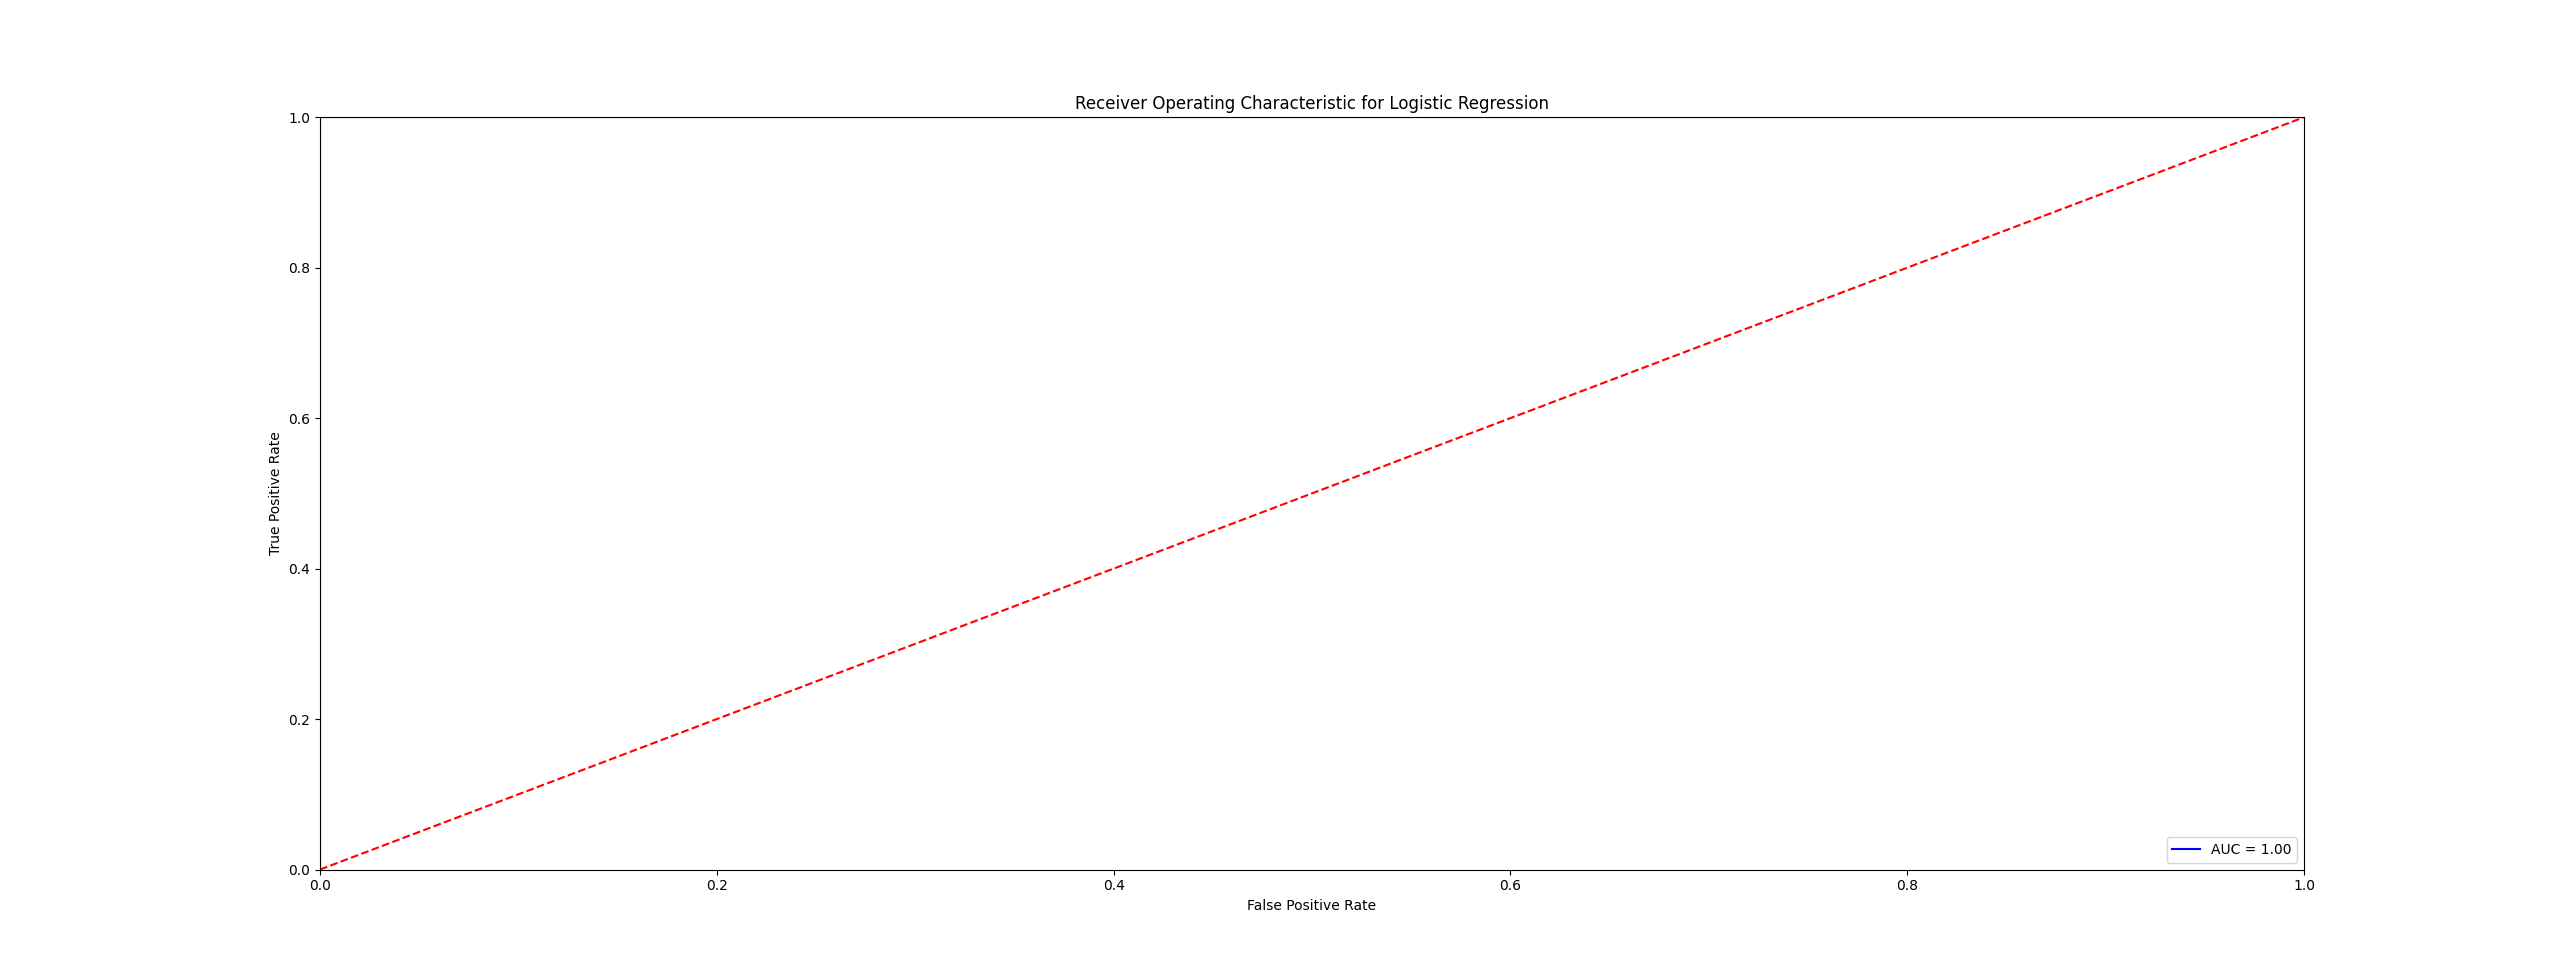 Receiver Operating Characteristic for Logistic Regression
1.0
0.8
0.6
0.4
0.2
0.0
True Positive Rate
0.0 0.2 0.4 0.6 0.8 1.0
False Positive Rate
AUC = 1.00